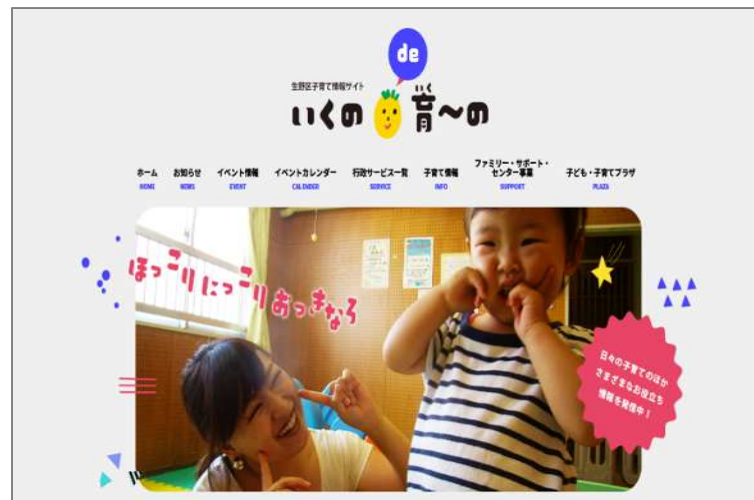 de
生野区子育て情報サイト
いくの 育〜の
いく
ホーム お知らせ イベント情報 イベントカレンダー 行政サービス一覧 子育て情報 ファミリー・サポート・
センター事業 子ども・子育てプラザ
HOME NEWS EVENT CALENDER SERVICE INFO SUPPORT PLAZA
ほっこりにっこりおっきなろ
日々の子育てのほか
さまざまなお役立ち
情報を発信中！